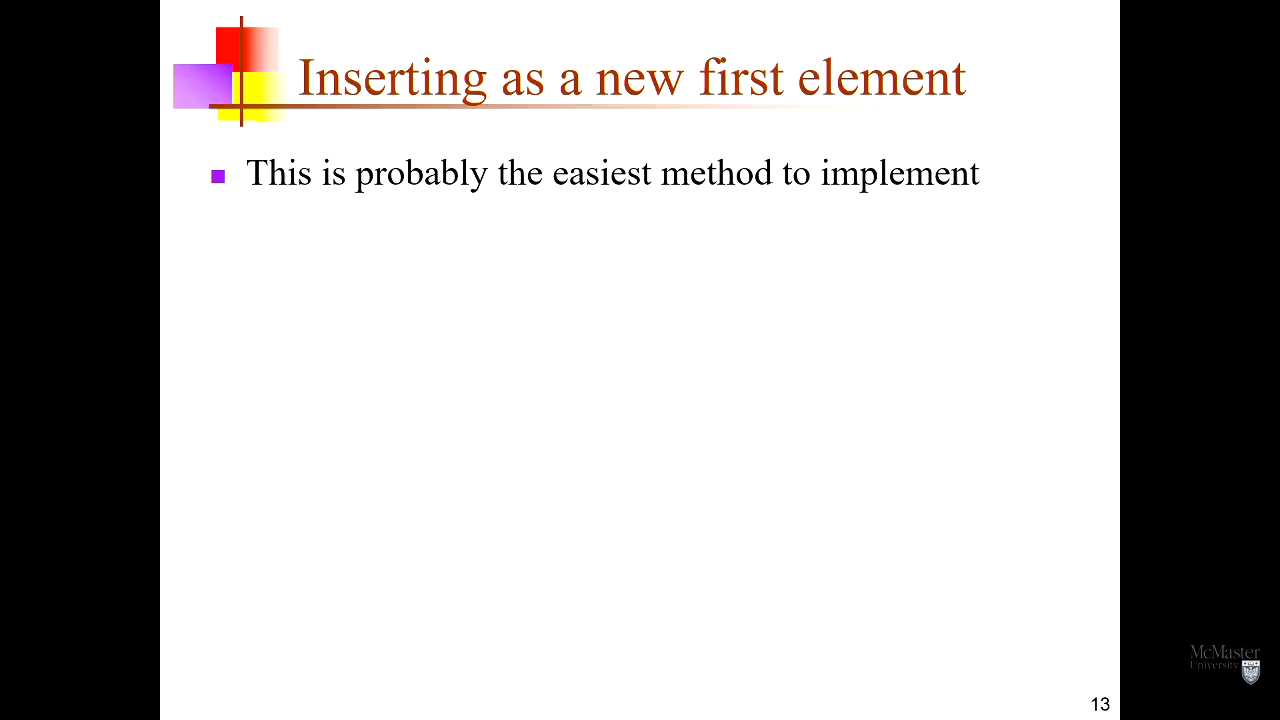 Inserting as a new first element
This is probably the easiest method to implement
McMaster
University
13